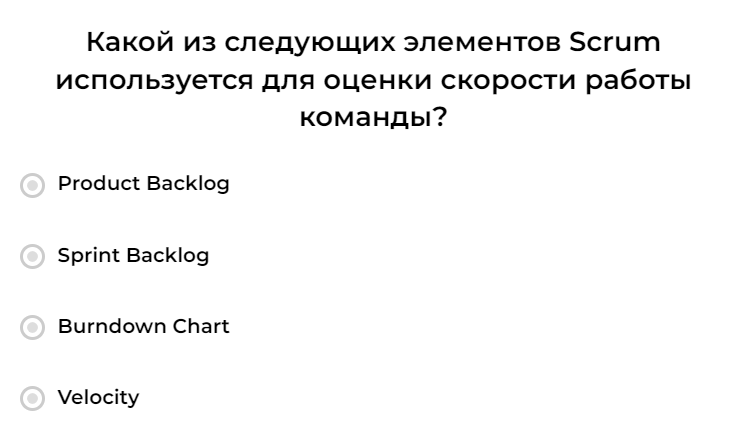 Какой из следующих элементов Scrum
используется для оценки скорости работы
команды?
Product Backlog
Sprint Backlog
Burndown Chart
Velocity